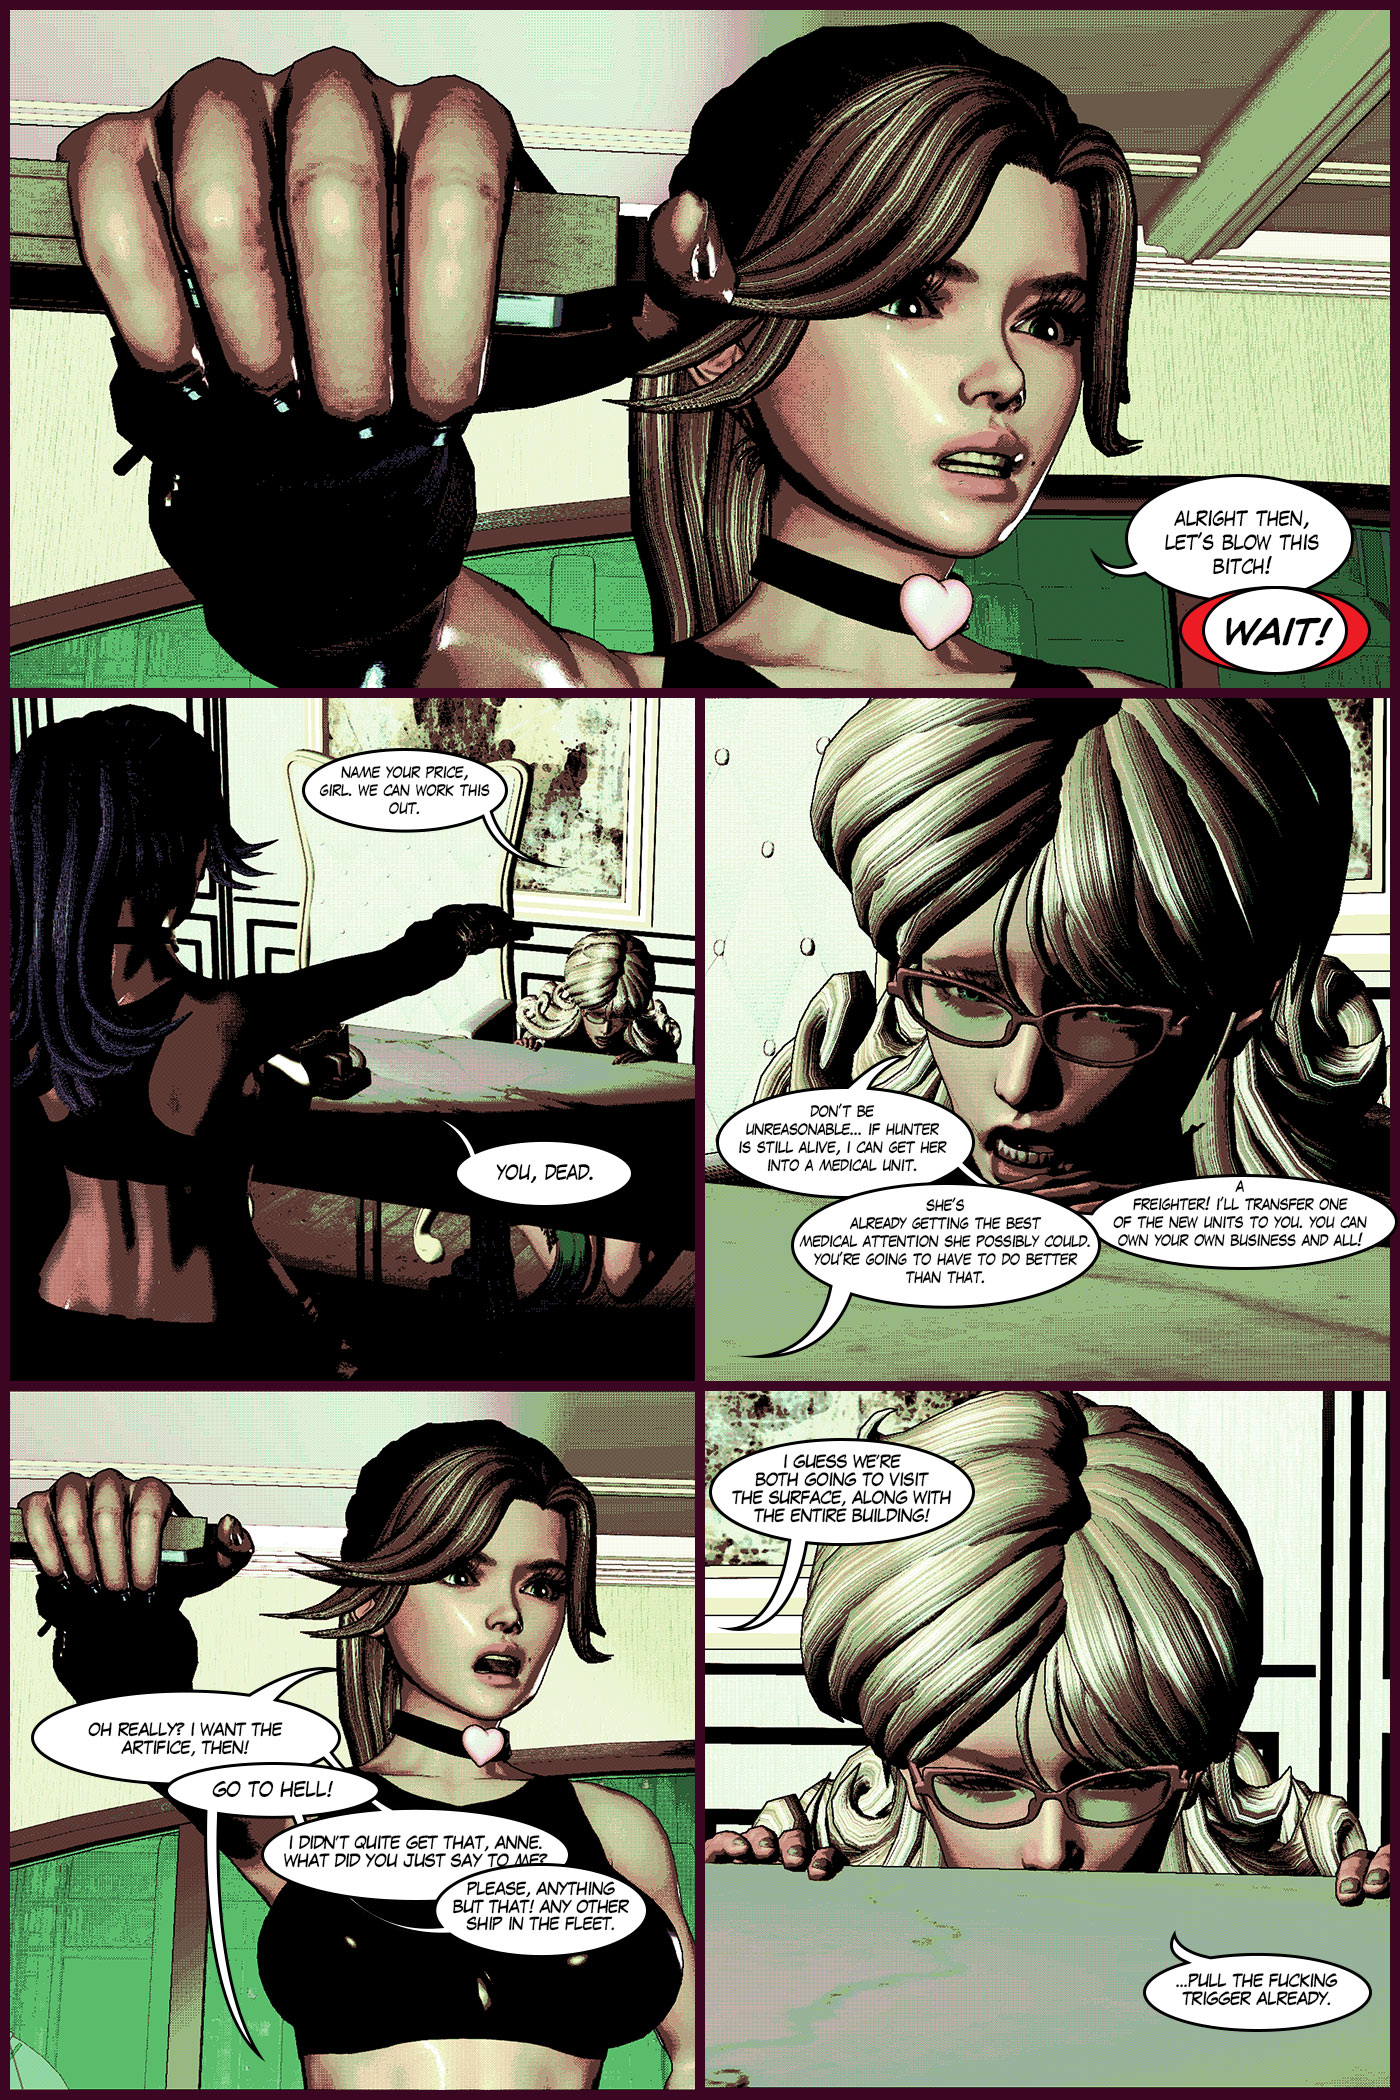 ALRIGHT THEN,
LET'S BLOW THIS
BITCH!
WAIT!
NAME YOUR PRICE,
GIRL. WE CAN WORK THIS
OUT.
YOU, DEAD.
DON'T BE
UNREASONABLE... IF HUNTER
IS STILL ALIVE, I CAN GET HER
INTO A MEDICAL UNIT.
SHE'S
ALREADY GETTING THE BEST
MEDICAL ATTENTION SHE POSSIBLY COULD.
YOU'RE GOING TO HAVE TO DO BETTER
THAN THAT.
A
FREIGHTER! I'LL TRANSFER ONE
OF THE NEW UNITS TO YOU. YOU CAN
OWN YOUR OWN BUSINESS AND ALL!
OH REALLY? I WANT THE
ARTIFICE, THEN!
GO TO HELL!
I DIDN'T QUITE GET THAT, ANNE.
WHAT DID YOU JUST SAY TO ME?
PLEASE, ANYTHING
BUT THAT! ANY OTHER
SHIP IN THE FLEET.
I GUESS WE'RE
BOTH GOING TO VISIT
THE SURFACE, ALONG WITH
THE ENTIRE BUILDING!
...PULL THE FUCKING
TRIGGER ALREADY.